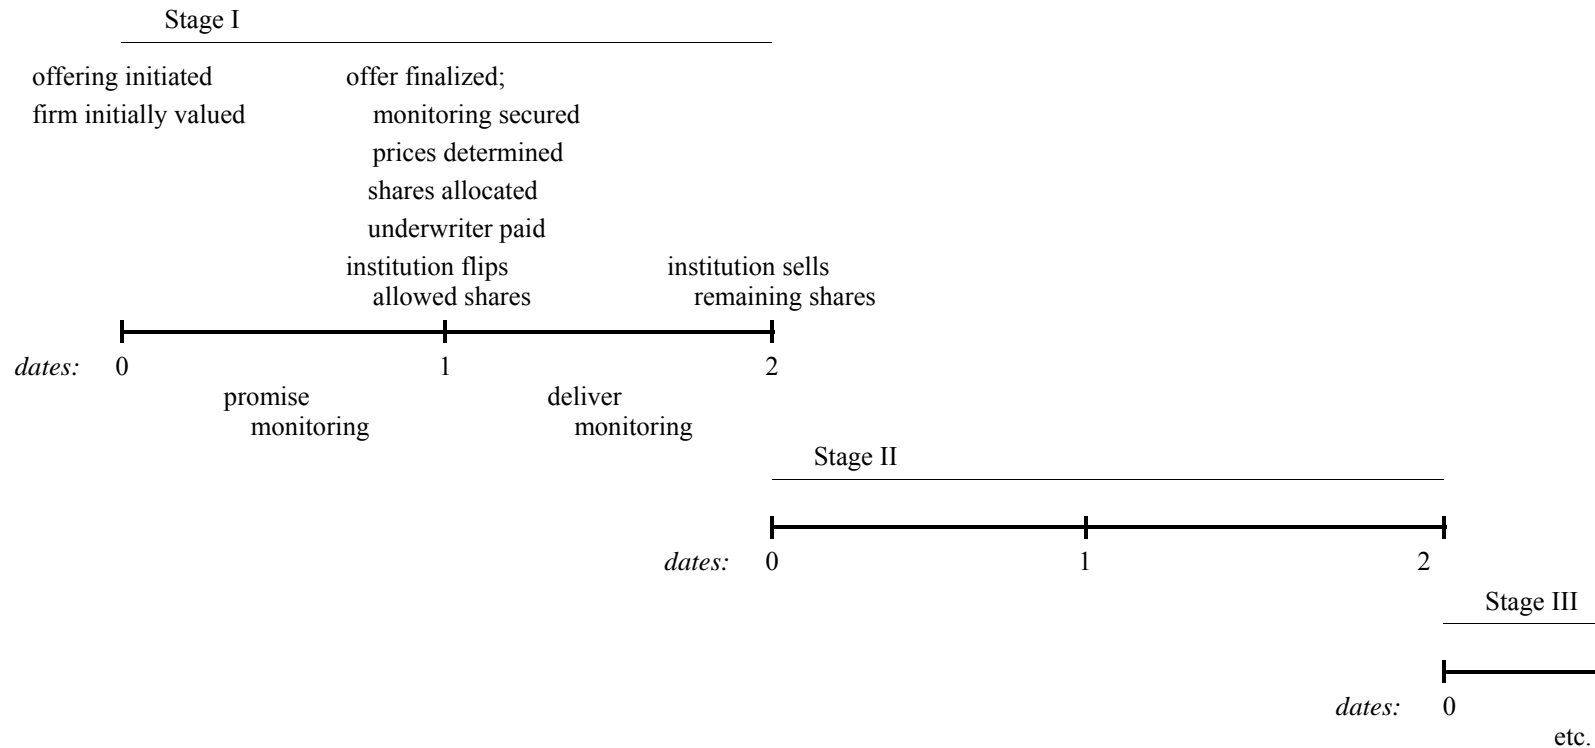 Stage I
offering initiated
firm initially valued
offer finalized;
monitoring secured
prices determined
shares allocated
underwriter paid
institution flips
allowed shares
institution sells
remaining shares
dates: 0 1 2
promise
monitoring
deliver
monitoring
Stage II
dates: 0 1 2
Stage III
dates: 0
etc.